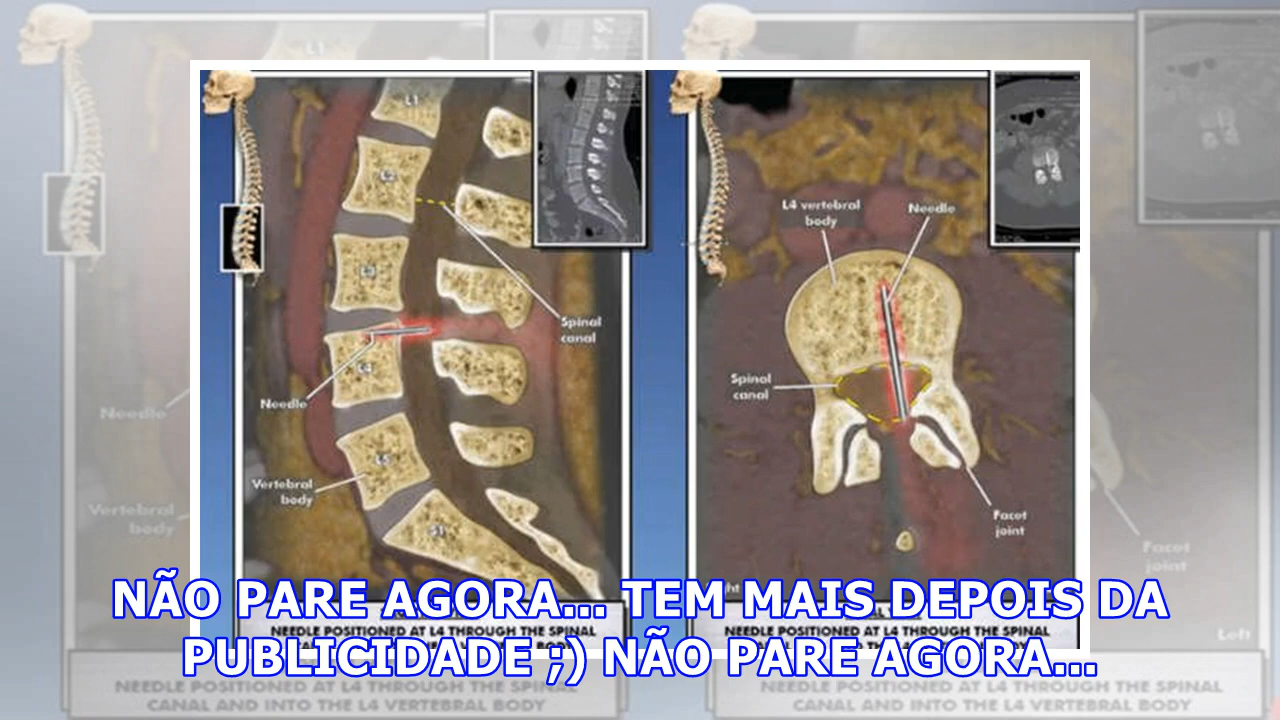 L1
L2
L3
L4
L5
S1
Spinal
canal
Needle
Vertebral
body
L4 vertebral
body
Needle
Spinal
canal
Facet
joint
NEEDLE POSITIONED AT L4 THROUGH THE SPINAL
NEEDLE POSITIONED AT L4 THROUGH THE SPINAL
NÃO PARE AGORA... TEM MAIS DEPOIS DA
PUBLICIDADE ;) NÃO PARE AGORA...
L1
Needle
Vertebral
body
Facet
joint
Left
NEEDLE POSITIONED AT L4 THROUGH THE SPINAL
CANAL AND INTO THE L4 VERTEBRAL BODY
NEEDLE POSITIONED AT L4 THROUGH THE SPINAL
CANAL AND INTO THE L4 VERTEBRAL BODY